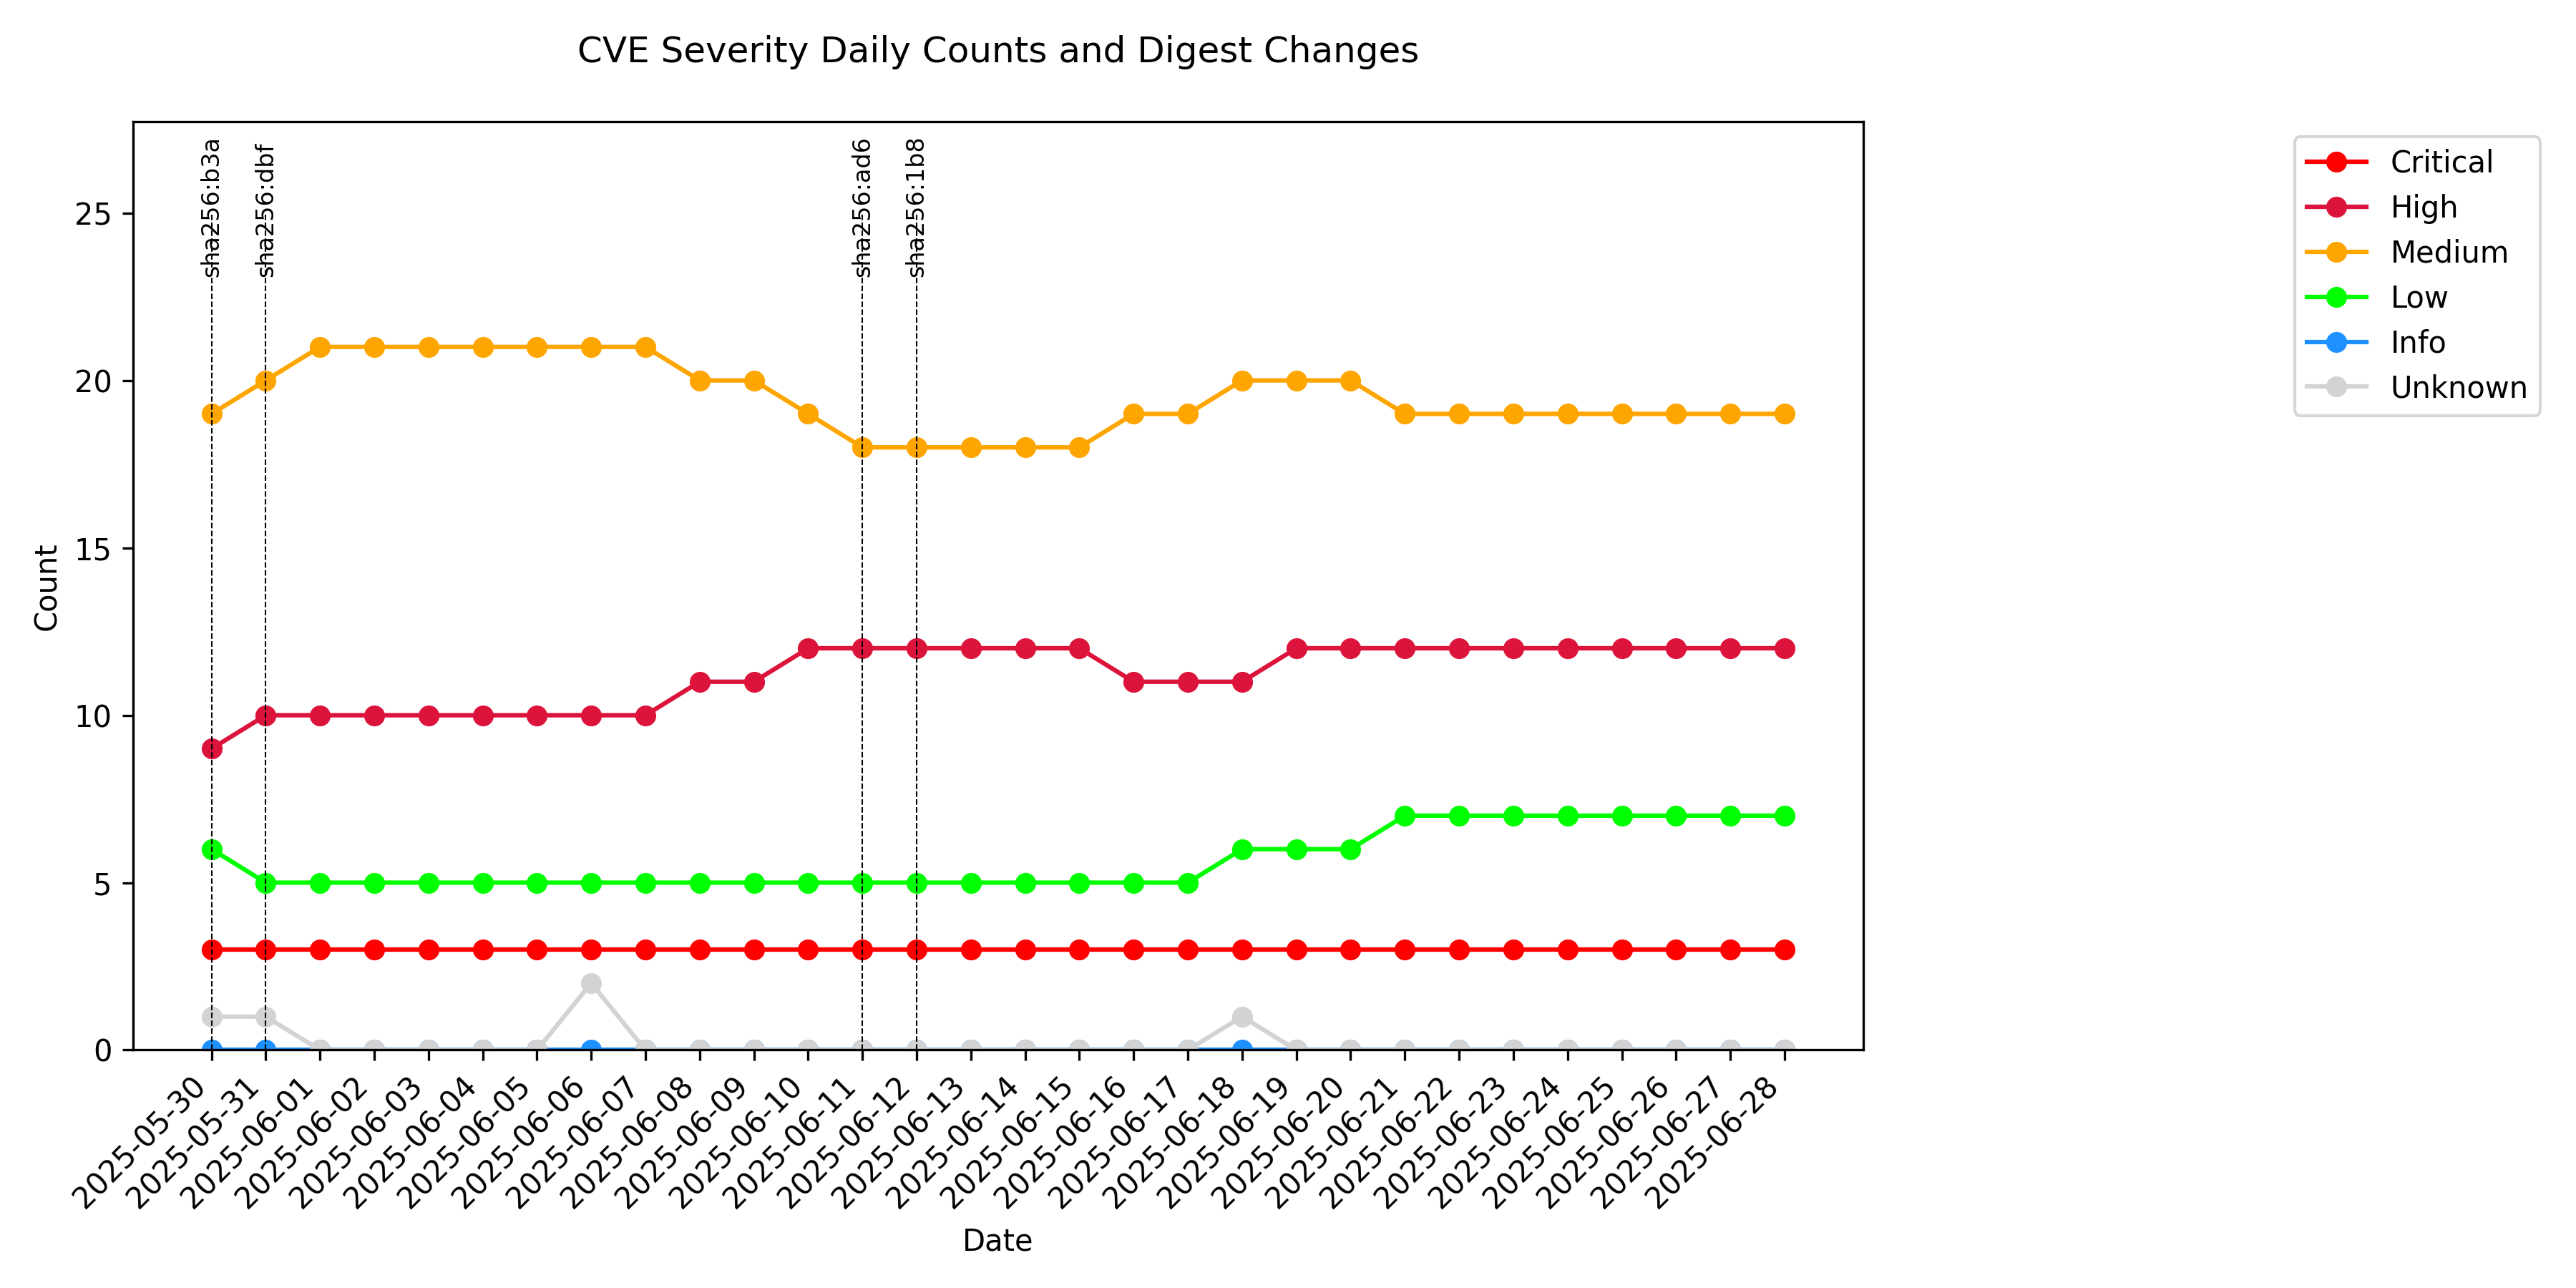 CVE Severity Daily Counts and Digest Changes
sha256:b3a
sha256:dbf
sha256:ad6
sha256:1b8
25
20
15
10
5
0
Count
2025-05-30
2025-05-31
2025-06-01
2025-06-02
2025-06-03
2025-06-04
2025-06-05
2025-06-06
2025-06-07
2025-06-08
2025-06-09
2025-06-10
2025-06-11
2025-06-12
2025-06-13
2025-06-14
2025-06-15
2025-06-16
2025-06-17
2025-06-18
2025-06-19
2025-06-20
2025-06-21
2025-06-22
2025-06-23
2025-06-24
2025-06-25
2025-06-26
2025-06-27
2025-06-28
Date
Critical
High
Medium
Low
Info
Unknown